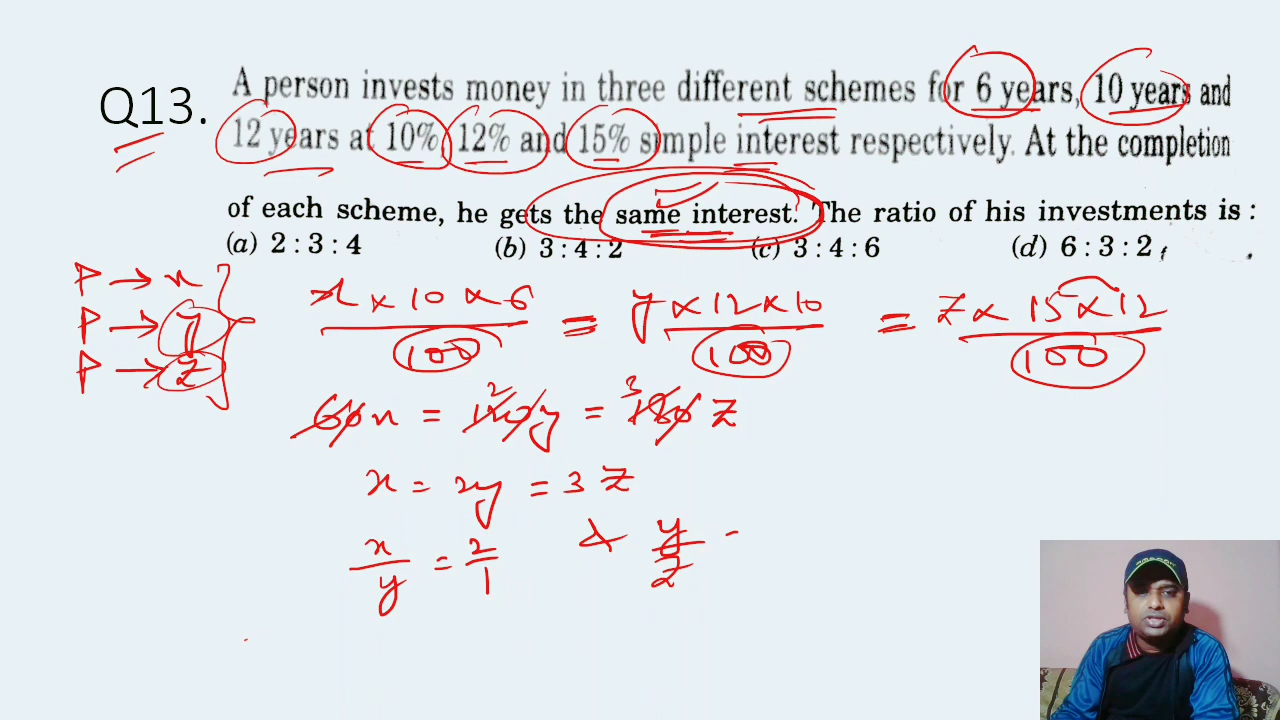 Q13.
A person invests money in three different schemes for 6 years, 10 years and
12 years at 10% 12% and 15% simple interest respectively. At the completion
of each scheme, he gets the same interest. The ratio of his investments is :
(a) 2 : 3 : 4 (b) 3 : 4 : 2 (c) 3 : 4 : 6 (d) 6 : 3 : 2
P → x
P → y
P → z
x × 10 × 6 / 100 = y × 12 × 10 / 100 = z × 15 × 12 / 100
60x = 120y = 180z
2 3
x = 2y = 3z
x/y = 2/1 & y/z =